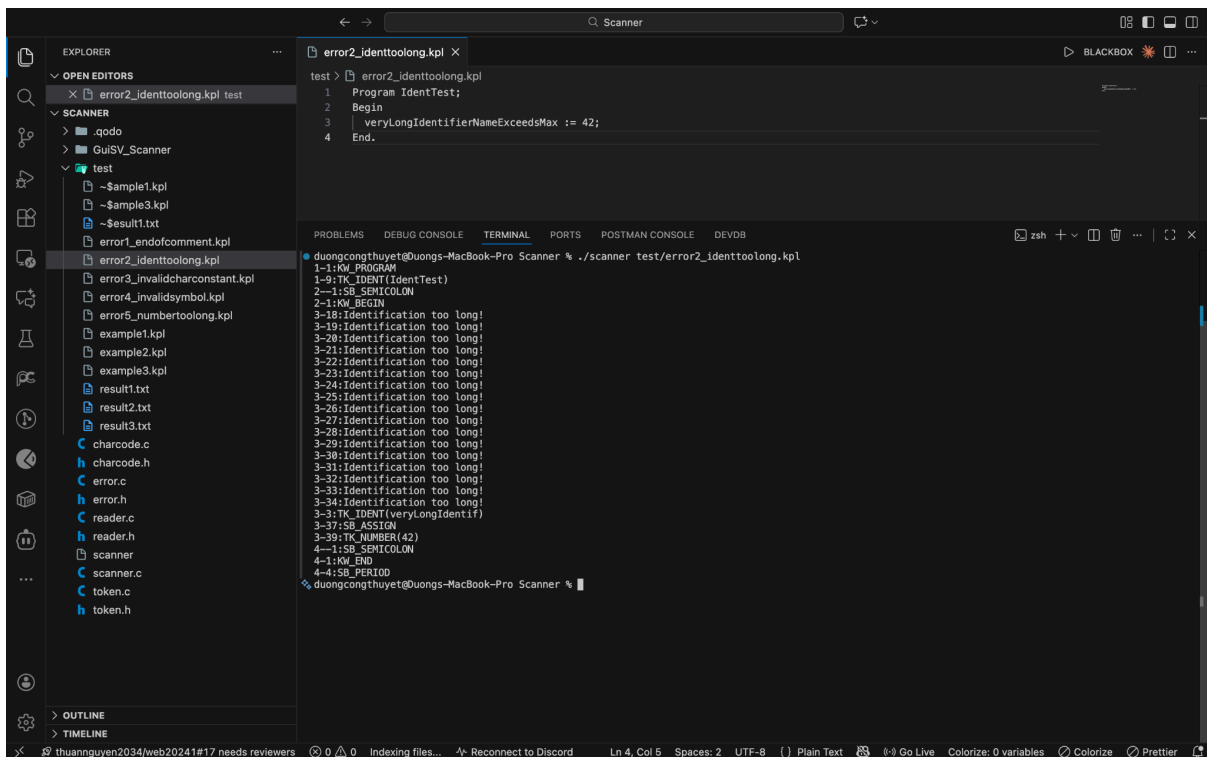 Scanner
EXPLORER
OPEN EDITORS
error2_identtoolong.kpl test
SCANNER
.qodo
GuiSV_Scanner
test
~$ample1.kpl
~$ample3.kpl
~$esult1.txt
error1_endofcomment.kpl
error2_identtoolong.kpl
error3_invalidcharconstant.kpl
error4_invalidsymbol.kpl
error5_numbertoolong.kpl
example1.kpl
example2.kpl
example3.kpl
result1.txt
result2.txt
result3.txt
C charcode.c
h charcode.h
C error.c
h error.h
C reader.c
h reader.h
scanner
C scanner.c
C token.c
h token.h
OUTLINE
TIMELINE
error2_identtoolong.kpl
BLACKBOX
test > error2_identtoolong.kpl
1 Program IdentTest;
2 Begin
3 veryLongIdentifierNameExceedsMax := 42;
4 End.
PROBLEMS DEBUG CONSOLE TERMINAL PORTS POSTMAN CONSOLE DEVDB
zsh
duongcongthuyet@Duongs-MacBook-Pro Scanner % ./scanner test/error2_identtoolong.kpl
1-1:KW_PROGRAM
1-9:TK_IDENT(IdentTest)
2--1:SB_SEMICOLON
2-1:KW_BEGIN
3-18:Identification too long!
3-19:Identification too long!
3-20:Identification too long!
3-21:Identification too long!
3-22:Identification too long!
3-23:Identification too long!
3-24:Identification too long!
3-25:Identification too long!
3-26:Identification too long!
3-27:Identification too long!
3-28:Identification too long!
3-29:Identification too long!
3-30:Identification too long!
3-31:Identification too long!
3-32:Identification too long!
3-33:Identification too long!
3-34:Identification too long!
3-3:TK_IDENT(veryLongIdentif)
3-37:SB_ASSIGN
3-39:TK_NUMBER(42)
4--1:SB_SEMICOLON
4-1:KW_END
4-4:SB_PERIOD
duongcongthuyet@Duongs-MacBook-Pro Scanner %
thuannguyen2034/web20241#17 needs reviewers 0 0 Indexing files... Reconnect to Discord Ln 4, Col 5 Spaces: 2 UTF-8 {} Plain Text Go Live Colorize: 0 variables Colorize Prettier